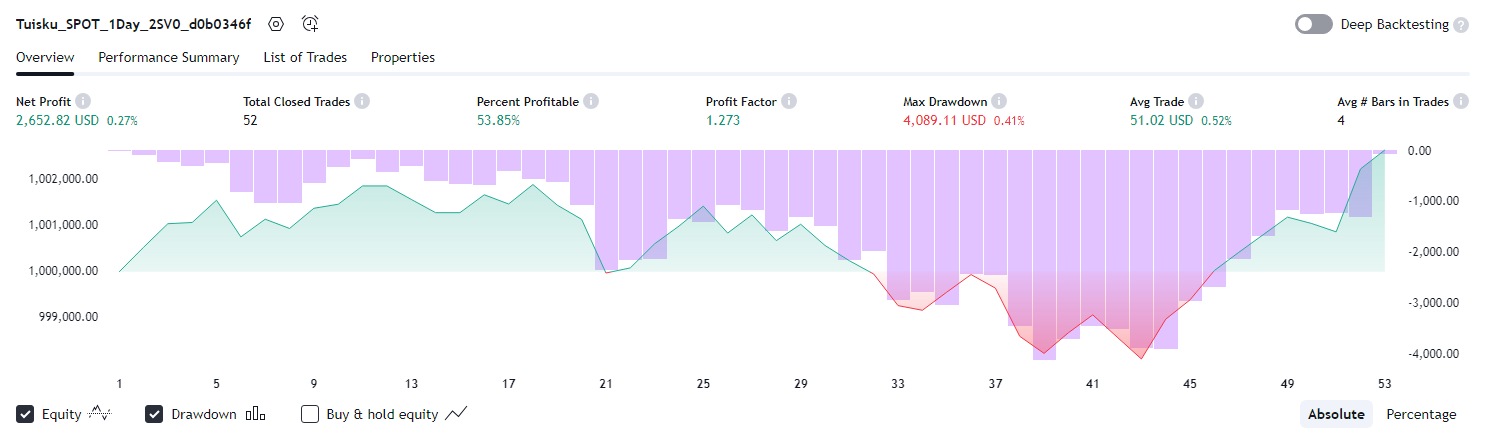 Tuisku_SPOT_1Day_2SV0_d0b0346f Deep Backtesting ?
Overview Performance Summary List of Trades Properties
Net Profit i Total Closed Trades i Percent Profitable i Profit Factor i Max Drawdown i Avg Trade i Avg # Bars in Trades i
2,652.82 USD 0.27% 52 53.85% 1.273 4,089.11 USD 0.41% 51.02 USD 0.52% 4
0.00
1,002,000.00
-1,000.00
1,001,000.00
-2,000.00
1,000,000.00
-3,000.00
999,000.00
-4,000.00
1 5 9 13 17 21 25 29 33 37 41 45 49 53
Equity Drawdown Buy & hold equity Absolute Percentage